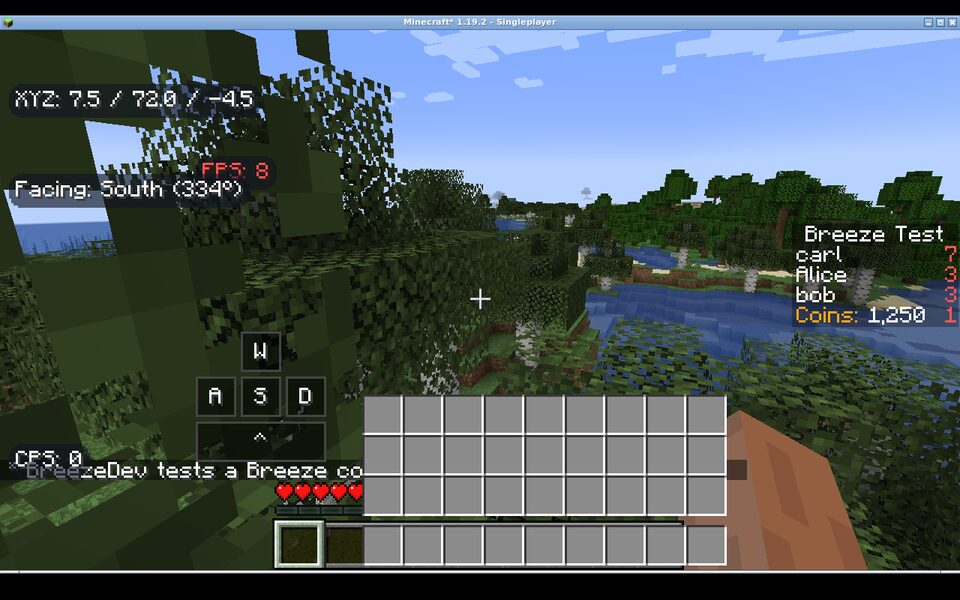 Minecraft* 1.19.2 - Singleplayer
XYZ: 7.5 / 72.0 / -4.5
FPS: 8
Facing: South (334º)
Breeze Test
carl 7
Alice 3
bob 3
Coins: 1,250 1
W
A S D
^
CPS: 0
* BreezeDev tests a Breeze co